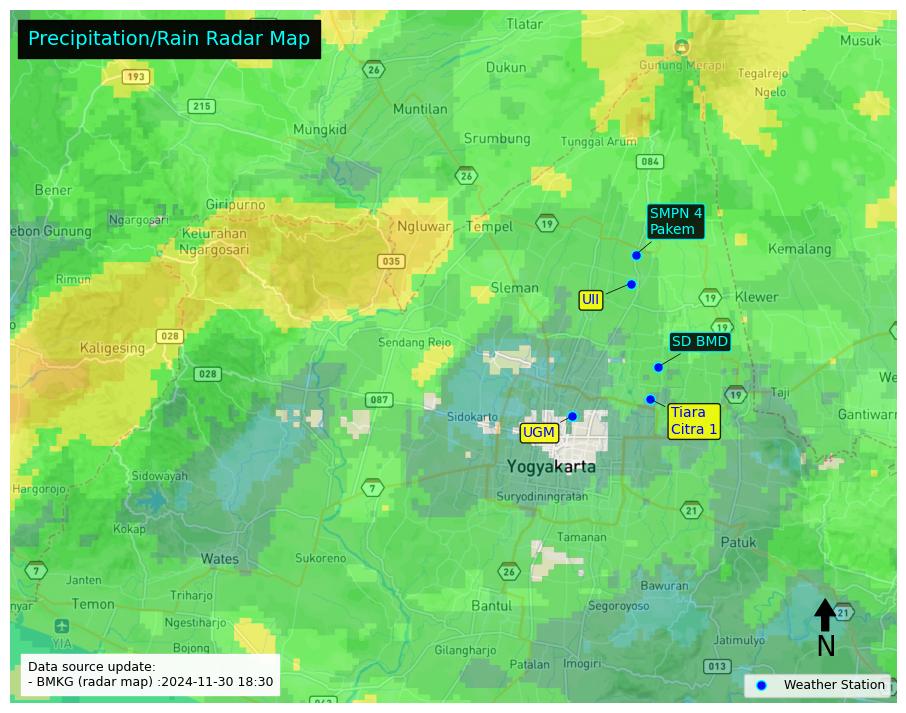 Precipitation/Rain Radar Map
Tlatar
Musuk
26
Gunung Merapi
193
Dukun
Tegalrejo
Ngelo
215
Muntilan
Mungkid
Srumbung
Tunggal Arum
084
26
Bener
Giripurno
SMPN 4
Pakem
Ngargosari
Kelurahan
Ngargosari
Ngluwar
Tempel
19
ebon Gunung
Kemalang
035
Rimun
Sleman
UII
19
Klewer
19
028
Kaligesing
Sendang Rejo
SD BMD
028
We
087
19
Taji
Sidokarto
Tiara
Citra 1
Gantiwarn
UGM
Yogyakarta
Sidowayah
Hargorojo
7
Suryodiningratan
21
Kokap
Tamanan
Patuk
Wates
Sukoreno
7
26
Janten
Bawuran
Triharjo
nyar
Temon
Bantul
Segoroyoso
21
Ngestiharjo
YIA
Jatimulyo
Bojong
Gilangharjo
N
Patalan
Imogiri
013
Data source update:
- BMKG (radar map) :2024-11-30 18:30
Weather Station